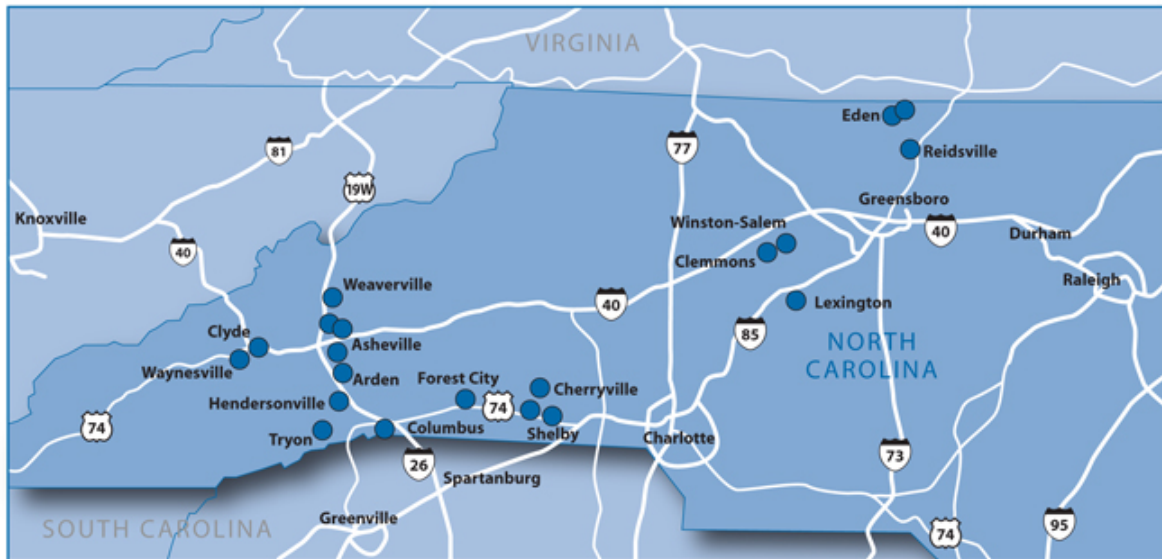 VIRGINIA
77
Eden
81
Reidsville
19W
Knoxville
Greensboro
Winston-Salem
40
40
Durham
Clemmons
Raleigh
Weaverville
40
Lexington
Clyde
85
NORTH
CAROLINA
Asheville
Waynesville
Arden
Forest City
Cherryville
Hendersonville
74
74
Columbus
Shelby
Tryon
Charlotte
73
26
Spartanburg
Greenville
SOUTH CAROLINA
95
74